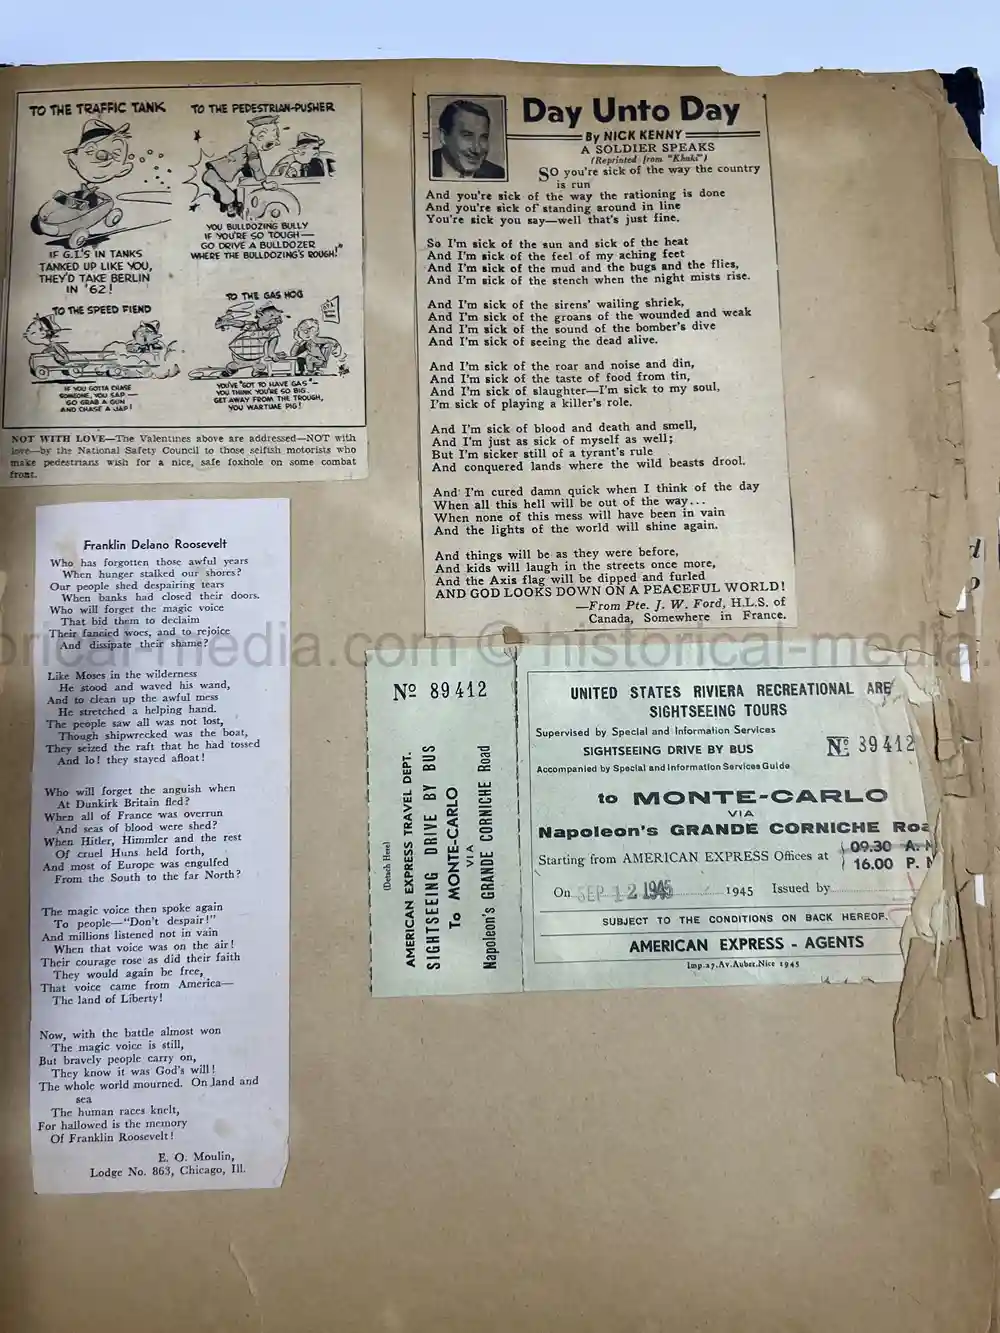 TO THE TRAFFIC TANK
IF G.I.'S IN TANKS
TANKED UP LIKE YOU,
THEY'D TAKE BERLIN
IN '62!
TO THE PEDESTRIAN-PUSHER
YOU BULLDOZING BULLY
IF YOU'RE SO TOUGH—
GO DRIVE A BULLDOZER
WHERE THE BULLDOZING'S ROUGH!
TO THE SPEED FIEND
IF YOU GOTTA CHASE
SOMEONE, YOU SAP —
GO GRAB A GUN
AND CHASE A JAP!
TO THE GAS HOG
YOU'VE "GOT TO HAVE GAS"—
YOU THINK YOU'RE SO BIG.
GET AWAY FROM THE TROUGH,
YOU WARTIME PIG!
NOT WITH LOVE—The Valentines above are addressed—NOT with
love—by the National Safety Council to those selfish motorists who
make pedestrians wish for a nice, safe foxhole on some combat
front.
Day Unto Day
By NICK KENNY
A SOLDIER SPEAKS
(Reprinted from "Khaki")
SO you're sick of the way the country
is run
And you're sick of the way the rationing is done
And you're sick of standing around in line
You're sick you say—well that's just fine.
So I'm sick of the sun and sick of the heat
And I'm sick of the feel of my aching feet
And I'm sick of the mud and the bugs and the flies,
And I'm sick of the stench when the night mists rise.
And I'm sick of the sirens' wailing shriek,
And I'm sick of the groans of the wounded and weak
And I'm sick of the sound of the bomber's dive
And I'm sick of seeing the dead alive.
And I'm sick of the roar and noise and din,
And I'm sick of the taste of food from tin,
And I'm sick of slaughter—I'm sick to my soul,
I'm sick of playing a killer's role.
And I'm sick of blood and death and smell,
And I'm just as sick of myself as well;
But I'm sicker still of a tyrant's rule
And conquered lands where the wild beasts drool.
And I'm cured damn quick when I think of the day
When all this hell will be out of the way...
When none of this mess will have been in vain
And the lights of the world will shine again.
And things will be as they were before,
And kids will laugh in the streets once more,
And the Axis flag will be dipped and furled
AND GOD LOOKS DOWN ON A PEACEFUL WORLD!
—From Pte. J. W. Ford, H.L.S. of
Canada, Somewhere in France.
Franklin Delano Roosevelt
Who has forgotten those awful years
When hunger stalked our shores?
Our people shed despairing tears
When banks had closed their doors.
Who will forget the magic voice
That bid them to declaim
Their fancied woes, and to rejoice
And dissipate their shame?
Like Moses in the wilderness
He stood and waved his wand,
And to clean up the awful mess
He stretched a helping hand.
The people saw all was not lost,
Though shipwrecked was the boat,
They seized the raft that he had tossed
And lo! they stayed afloat!
Who will forget the anguish when
At Dunkirk Britain fled?
When all of France was overrun
And seas of blood were shed?
When Hitler, Himmler and the rest
Of cruel Huns held forth,
And most of Europe was engulfed
From the South to the far North?
The magic voice then spoke again
To people—"Don't despair!"
And millions listened not in vain
When that voice was on the air!
Their courage rose as did their faith
They would again be free,
That voice came from America—
The land of Liberty!
Now, with the battle almost won
The magic voice is still,
But bravely people carry on,
They know it was God's will!
The whole world mourned. On land and
sea
The human races knelt,
For hallowed is the memory
Of Franklin Roosevelt!
E. O. Moulin,
Lodge No. 863, Chicago, Ill.
historical-media.com © historical-media.
Nº 89412
(Detach Here)
AMERICAN EXPRESS TRAVEL DEPT.
SIGHTSEEING DRIVE BY BUS
To MONTE-CARLO
VIA
Napoleon's GRANDE CORNICHE Road
UNITED STATES RIVIERA RECREATIONAL ARE
SIGHTSEEING TOURS
Supervised by Special and Information Services
SIGHTSEEING DRIVE BY BUS
Nº 89412
Accompanied by Special and Information Services Guide
to MONTE-CARLO
VIA
Napoleon's GRANDE CORNICHE Roa
Starting from AMERICAN EXPRESS Offices at
09.30 A. M
16.00 P. M
On SEP 12 1945 1945 Issued by
SUBJECT TO THE CONDITIONS ON BACK HEREOF.
AMERICAN EXPRESS - AGENTS
Imp. 27. Av. Auber. Nice 1945